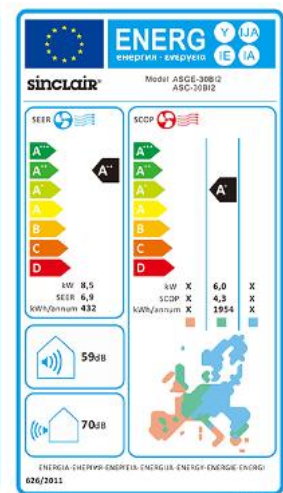 ENERG Y IJA
енергия · ενεργεια IE IA
sinclair® Model ASGE-30BI2
ASC-30BI2
SEER SCOP
A+++ A+++
A++ A++ A++
A+ A+ A+
A A
B B
C C
D D
kW 8,5 kW X 6,0 X
SEER 6,9 SCOP X 4,3 X
kWh/annum 432 kWh/annum X 1954 X
59dB
70dB
ENERGIA-ЕНЕРГИЯ-ΕΝΕΡΓΕΙΑ-ENERGIJA-ENERGY-ENERGIE-ENERGI
626/2011